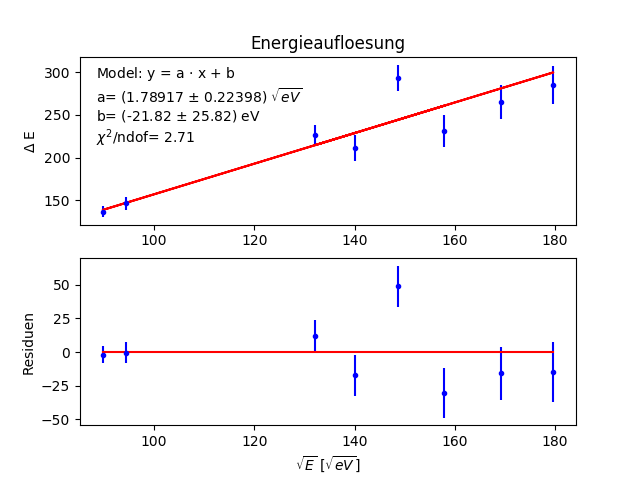 Energieaufloesung
Model: y = a · x + b
a= (1.78917 ± 0.22398) √eV
b= (-21.82 ± 25.82) eV
χ²/ndof= 2.71
Δ E
300
250
200
150
100 120 140 160 180
Residuen
50
25
0
−25
−50
100 120 140 160 180
√E [√eV]